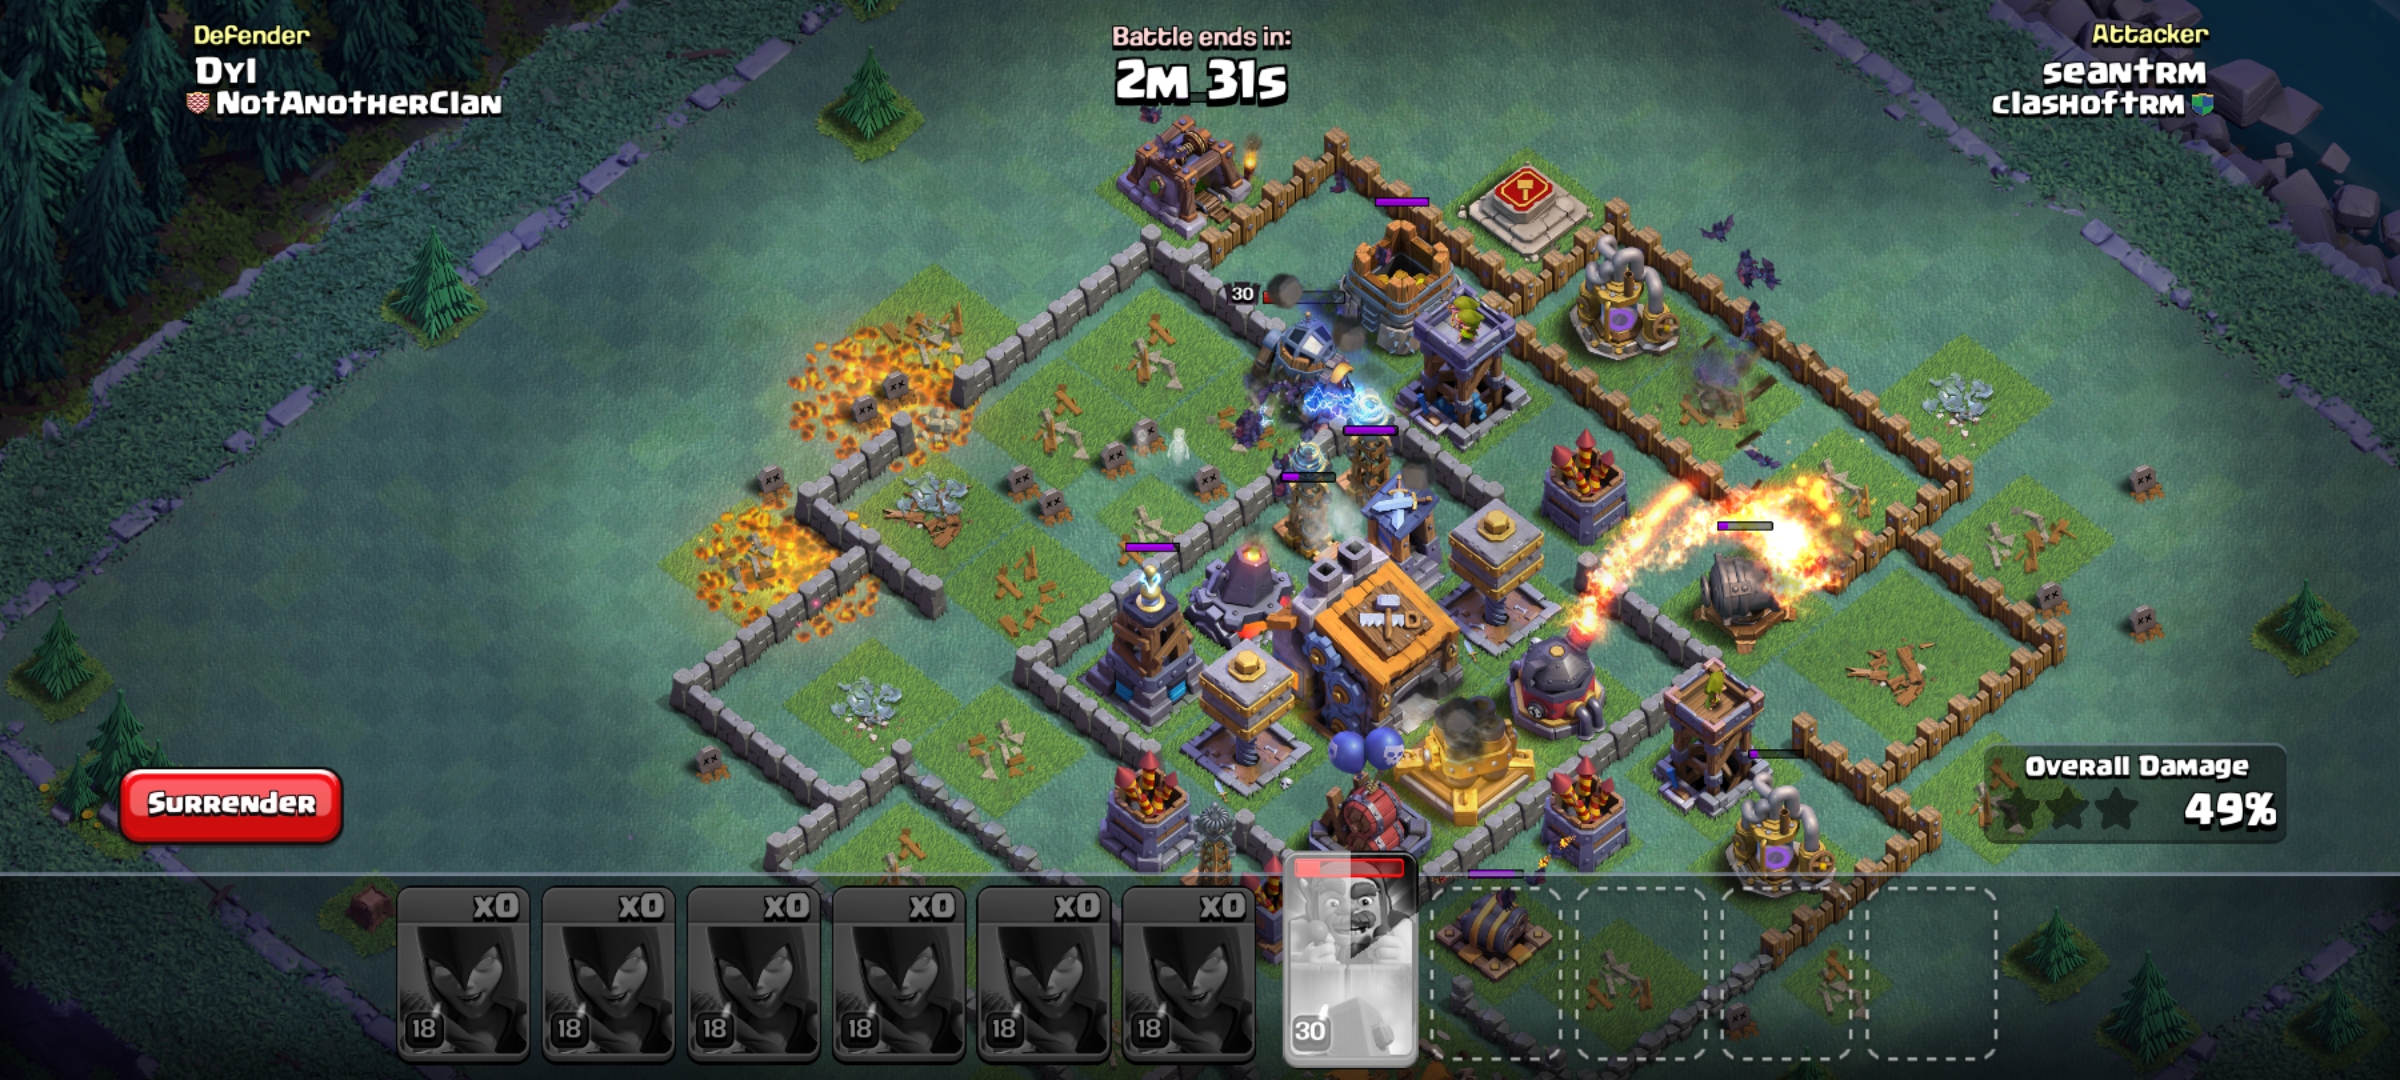 Defender
Dyl
NotAnotherClan
Battle ends in:
2M 31s
Attacker
seantRM
clashoftRM
30
Surrender
Overall Damage
49%
x0
x0
x0
x0
x0
x0
18
18
18
18
18
18
30